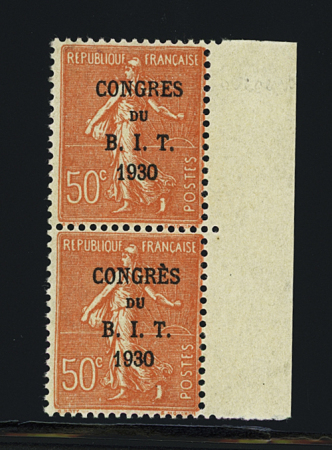 REPUBLIQUE FRANÇAISE
CONGRES
DU
B. I. T.
1930
50c
POSTES
REPUBLIQUE FRANÇAISE
CONGRÈS
DU
B. I. T.
1930
50c
POSTES